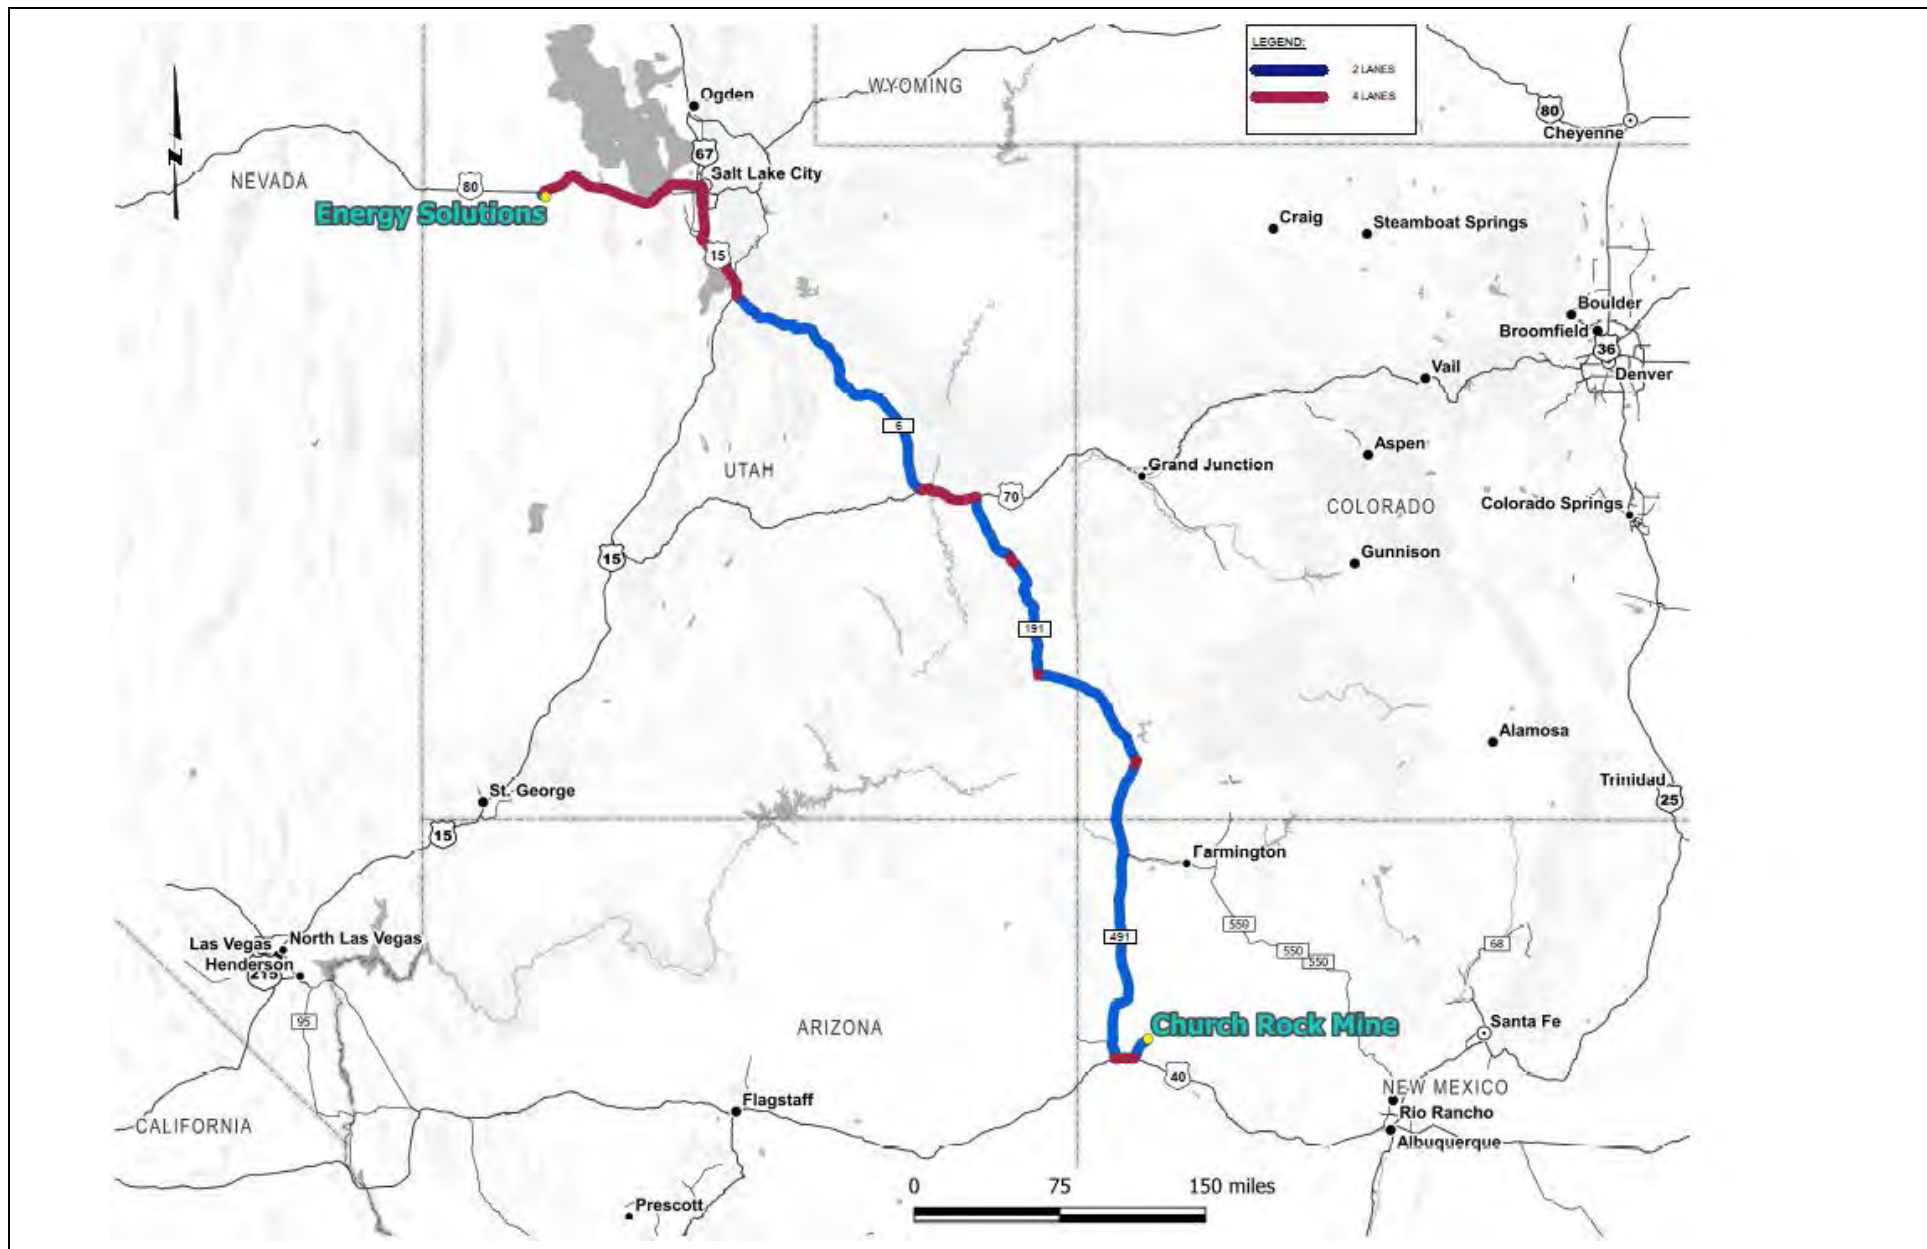 LEGEND:
2 LANES
4 LANES
WYOMING
Ogden
80
Cheyenne
67
Salt Lake City
NEVADA
80
Energy Solutions
Craig
Steamboat Springs
15
Boulder
Broomfield
36
Denver
Vail
6
Aspen
UTAH
Grand Junction
70
COLORADO
Colorado Springs
15
Gunnison
191
Alamosa
Trinidad
25
St. George
15
Farmington
550
491
550
550
68
Las Vegas
North Las Vegas
Henderson
215
95
ARIZONA
Church Rock Mine
Santa Fe
40
NEW MEXICO
Rio Rancho
Albuquerque
Flagstaff
CALIFORNIA
Prescott
0 75 150 miles
N